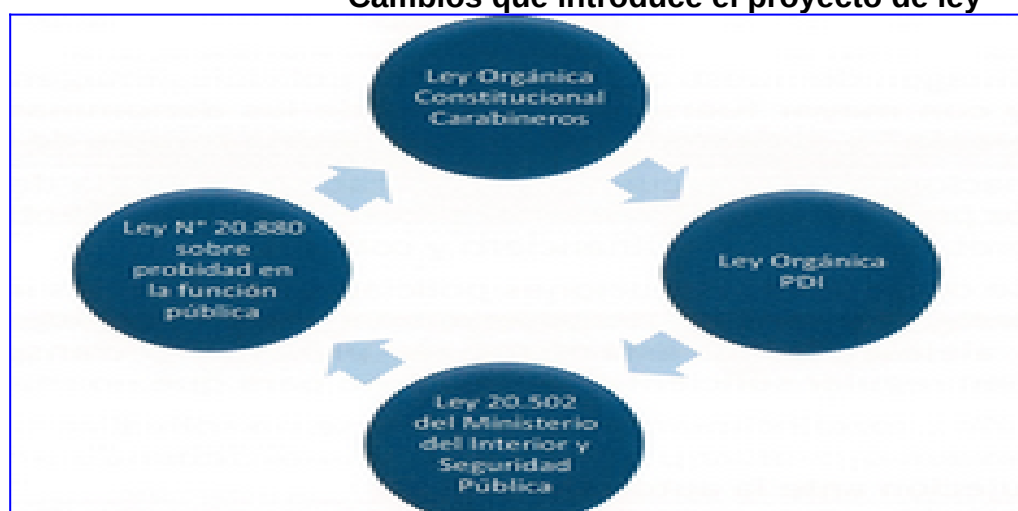 Cambios que introduce el proyecto de ley
Ley Orgánica
Constitucional
Carabineros
Ley Orgánica
PDI
Ley 20.502
del Ministerio
del Interior y
Seguridad
Pública
Ley N° 20.880
sobre
probidad en
la función
pública